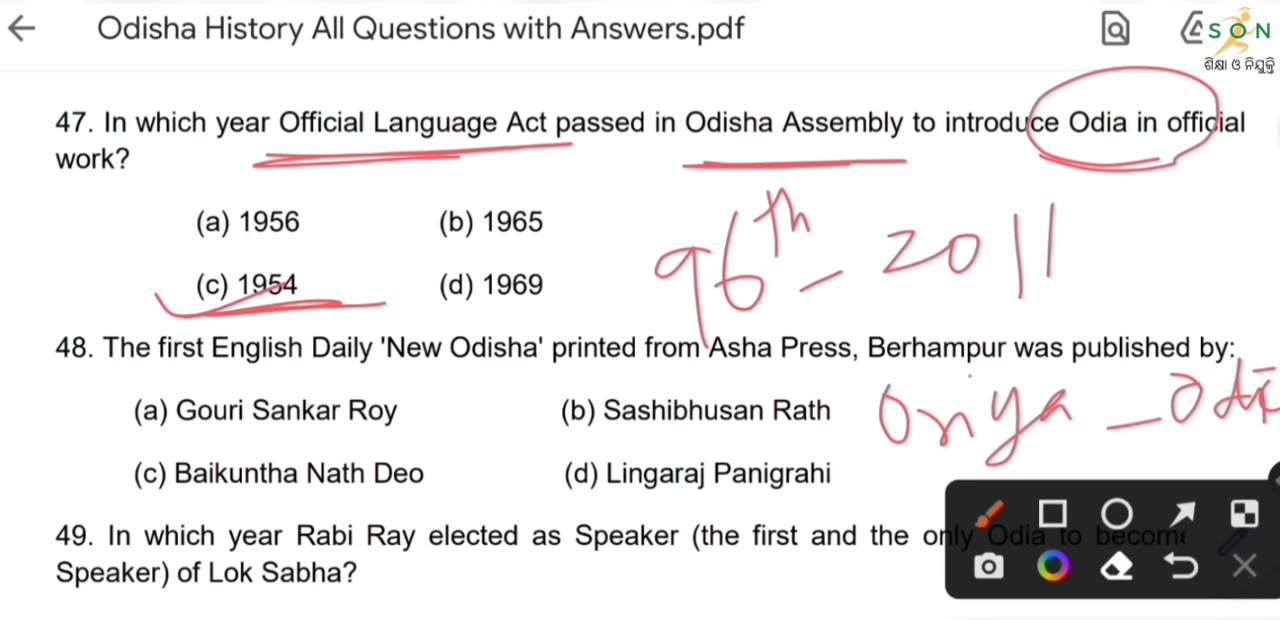 Odisha History All Questions with Answers.pdf
SON
ଶିକ୍ଷା ଓ ନିଯୁକ୍ତି
47. In which year Official Language Act passed in Odisha Assembly to introduce Odia in official
work?
(a) 1956 (b) 1965
(c) 1954 (d) 1969
96th - 2011
48. The first English Daily 'New Odisha' printed from Asha Press, Berhampur was published by:
(a) Gouri Sankar Roy (b) Sashibhusan Rath
Oriya -
(c) Baikuntha Nath Deo (d) Lingaraj Panigrahi
49. In which year Rabi Ray elected as Speaker (the first and the only Odia to become
Speaker) of Lok Sabha?